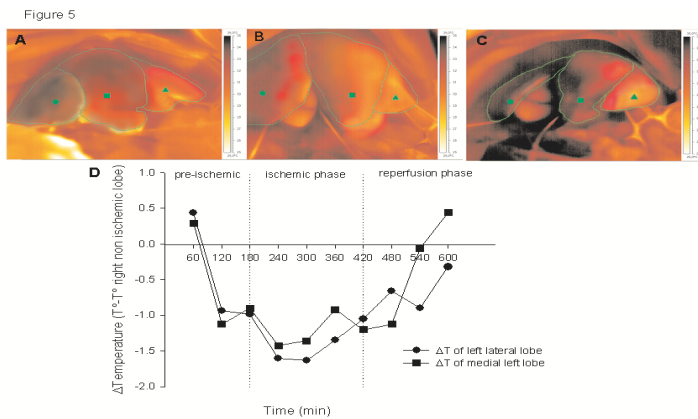 Figure 5
A
B
C
D
pre-ischemic
ischemic phase
reperfusion phase
1.0
0.5
0.0
-0.5
-1.0
-1.5
-2.0
60 120 180 240 300 360 420 480 540 600
ΔTemperature (T°-T° right non ischemic lobe)
ΔT of left lateral lobe
ΔT of medial left lobe
Time (min)